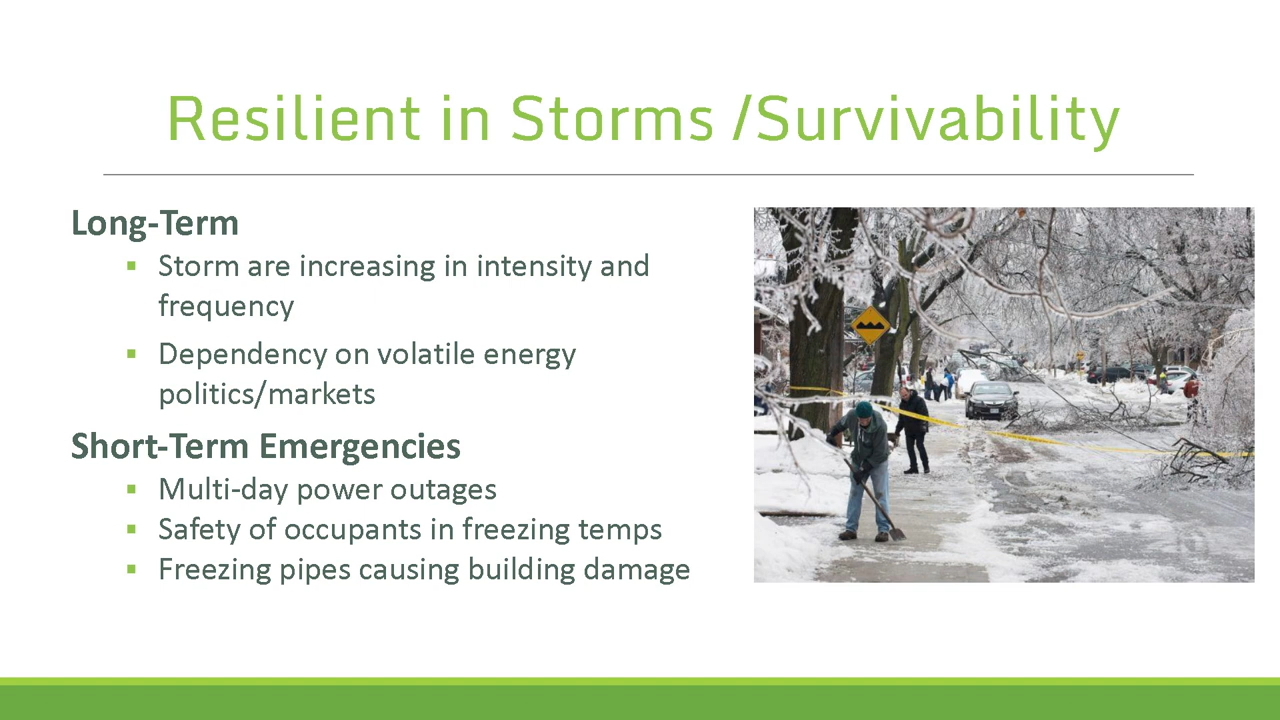 Resilient in Storms /Survivability
Long-Term
▪ Storm are increasing in intensity and
frequency
▪ Dependency on volatile energy
politics/markets
Short-Term Emergencies
▪ Multi-day power outages
▪ Safety of occupants in freezing temps
▪ Freezing pipes causing building damage